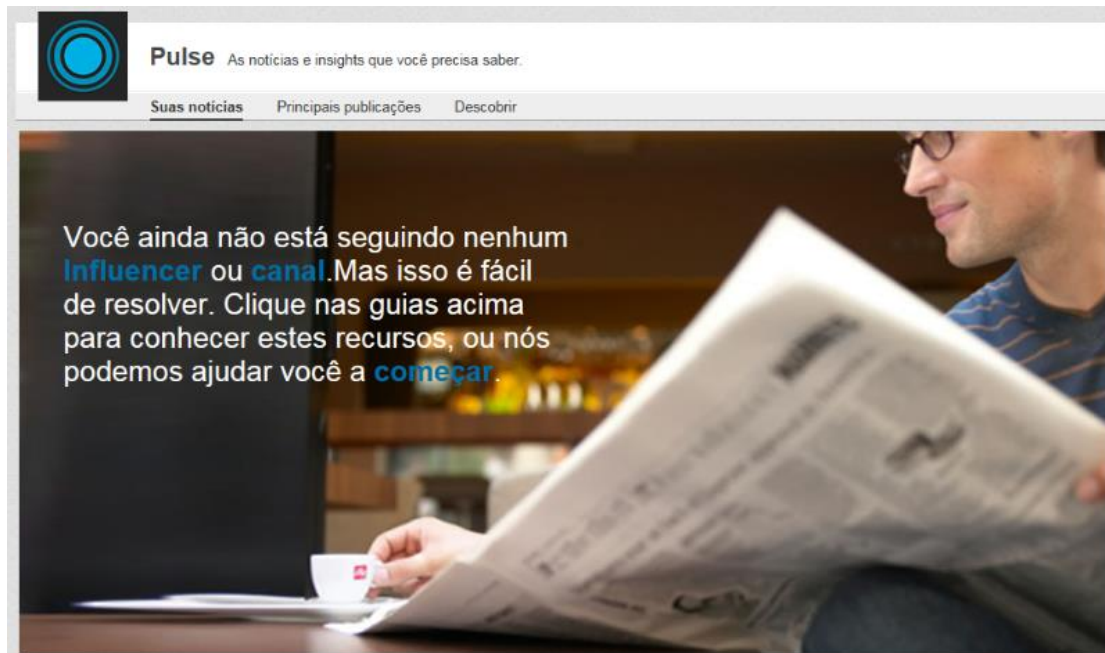 Pulse As notícias e insights que você precisa saber.
Suas notícias Principais publicações Descobrir
Você ainda não está seguindo nenhum
Influencer ou canal.Mas isso é fácil
de resolver. Clique nas guias acima
para conhecer estes recursos, ou nós
podemos ajudar você a começar.